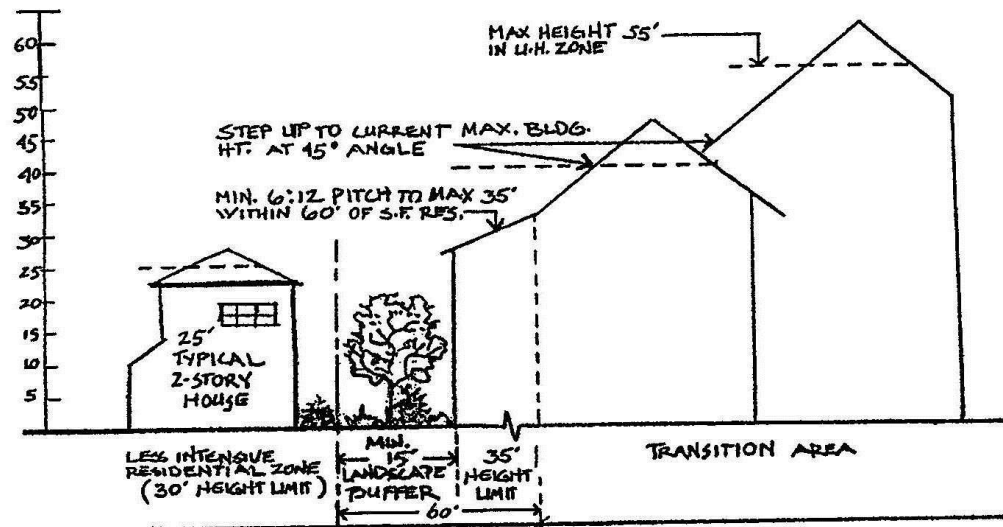 60
55
50
45
40
35
30
25
20
15
10
5
MAX HEIGHT 55'
IN U.H. ZONE
STEP UP TO CURRENT MAX. BLDG.
HT. AT 45° ANGLE
MIN. 6:12 PITCH TO MAX 35'
WITHIN 60' OF S.F. RES.
25'
TYPICAL
2-STORY
HOUSE
LESS INTENSIVE
RESIDENTIAL ZONE
(30' HEIGHT LIMIT)
MIN.
15'
LANDSCAPE
BUFFER
35'
HEIGHT
LIMIT
60'
TRANSITION AREA